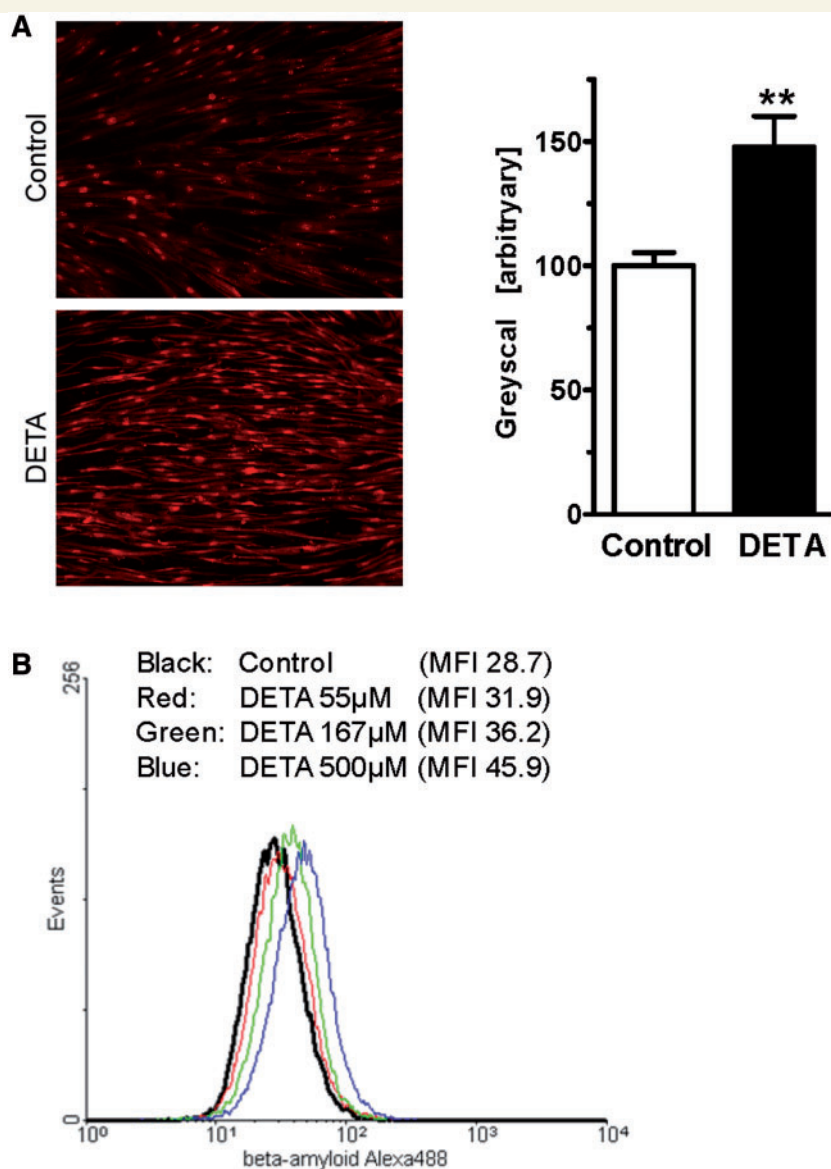 A
Control
DETA
Greyscal [arbitryary]
150
100
50
0
**
Control DETA
B
Black: Control (MFI 28.7)
Red: DETA 55µM (MFI 31.9)
Green: DETA 167µM (MFI 36.2)
Blue: DETA 500µM (MFI 45.9)
256
Events
0
10⁰ 10¹ 10² 10³ 10⁴
beta-amyloid Alexa488